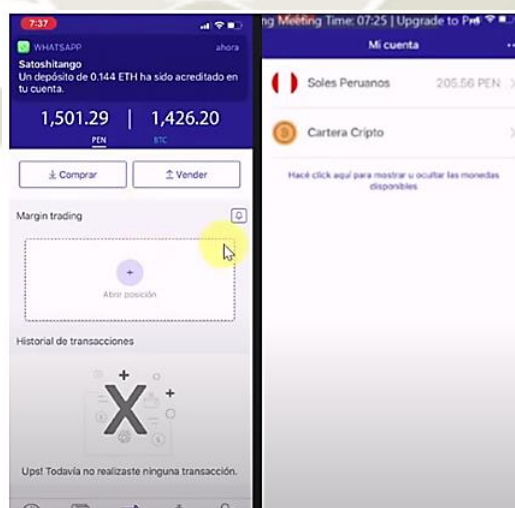 7:37
WHATSAPP ahora
Satoshitango
Un depósito de 0.144 ETH ha sido acreditado en
tu cuenta.
1,501.29 | 1,426.20
PEN BTC
Comprar
Vender
Margin trading
Abrir posición
Historial de transacciones
X
Ups! Todavía no realizaste ninguna transacción.
ng Meeting Time: 07:25 | Upgrade to
Mi cuenta
Soles Peruanos 205.56 PEN
Cartera Cripto
Hacé click aquí para mostrar u ocultar las monedas
disponibles